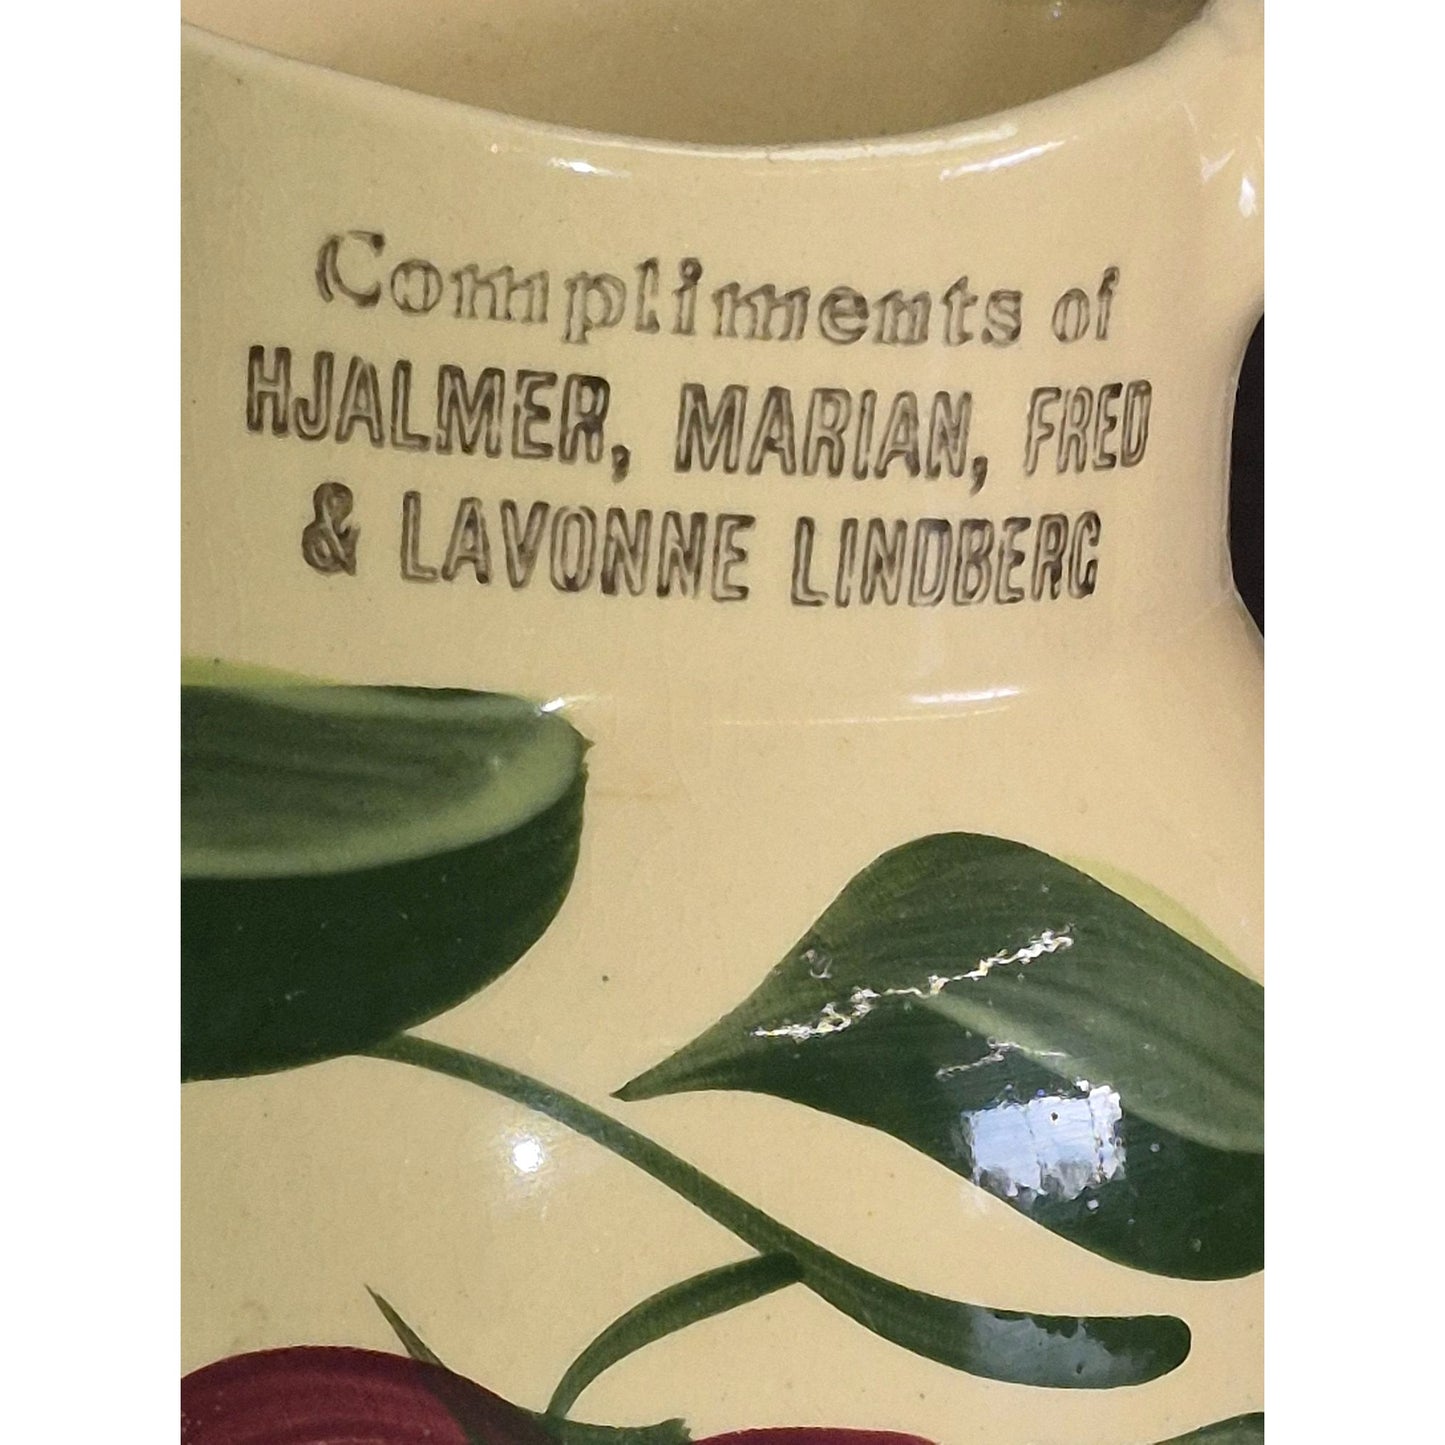 Compliments of
HJALMER, MARIAN, FRED
& LAVONNE LINDBERG